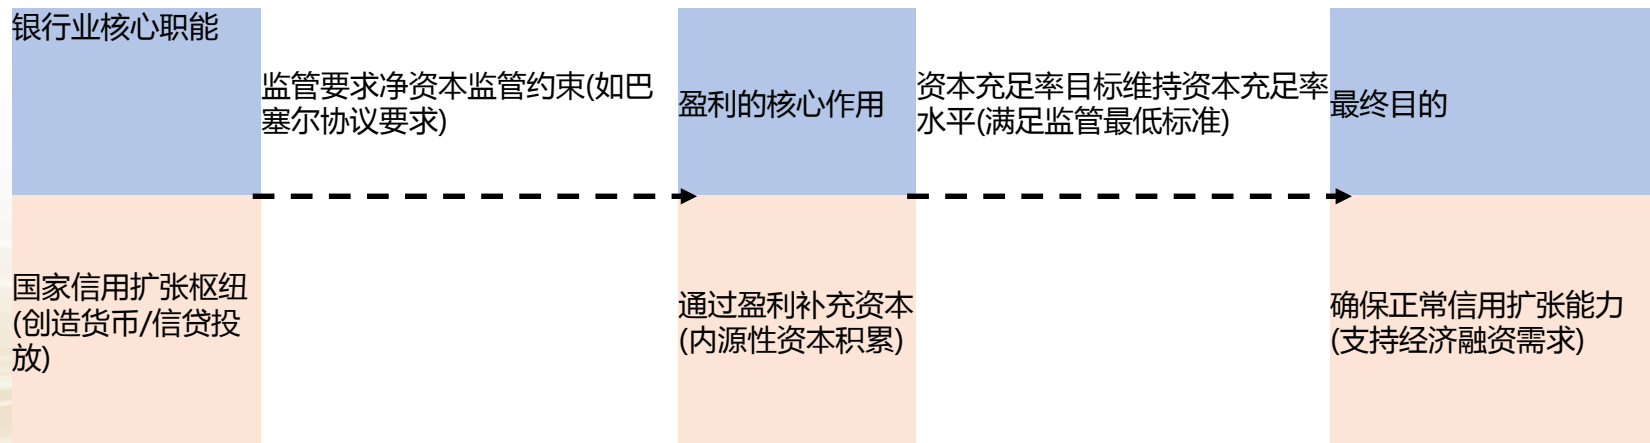 银行业核心职能
监管要求净资本监管约束(如巴
塞尔协议要求)
盈利的核心作用
资本充足率目标维持资本充足率
水平(满足监管最低标准)
最终目的
国家信用扩张枢纽
(创造货币/信贷投
放)
通过盈利补充资本
(内源性资本积累)
确保正常信用扩张能力
(支持经济融资需求)